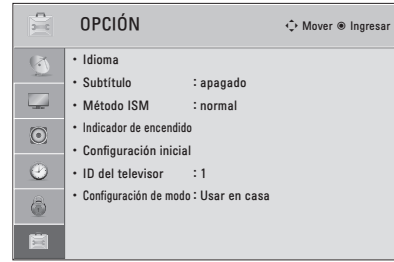 OPCIÓN Mover Ingresar
• Idioma
• Subtítulo : apagado
• Método ISM : normal
• Indicador de encendido
• Configuración inicial
• ID del televisor : 1
• Configuración de modo : Usar en casa